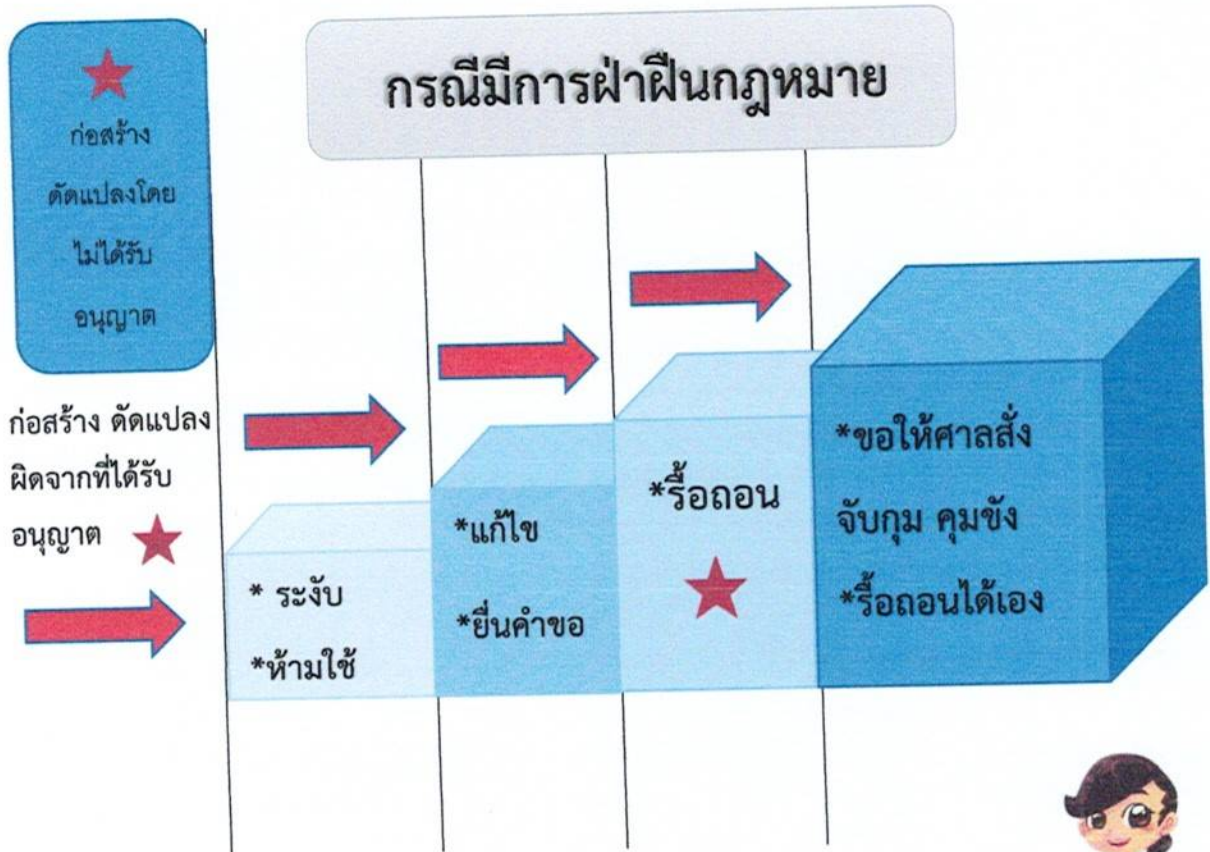 กรณีมีการฝ่าฝืนกฎหมาย
ก่อสร้าง
ดัดแปลงโดย
ไม่ได้รับ
อนุญาต
ก่อสร้าง ดัดแปลง
ผิดจากที่ได้รับ
อนุญาต
* ระงับ
*ห้ามใช้
*แก้ไข
*ยื่นคำขอ
*รื้อถอน
*ขอให้ศาลสั่ง
จับกุม คุมขัง
*รื้อถอนได้เอง